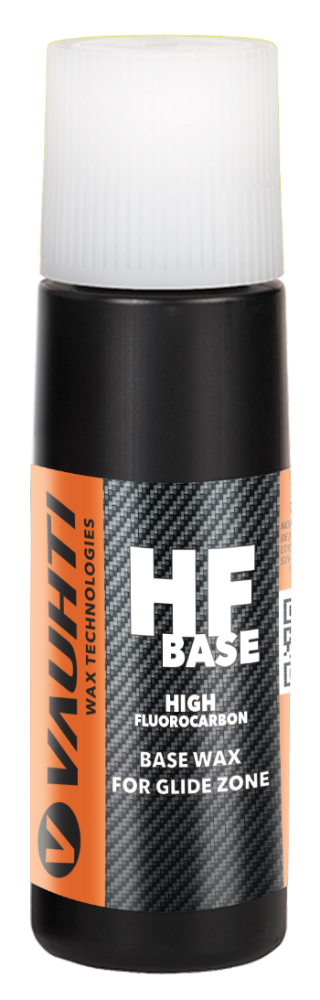 VAUHTI
WAX TECHNOLOGIES
HF
BASE
HIGH
FLUOROCARBON
BASE WAX
FOR GLIDE ZONE